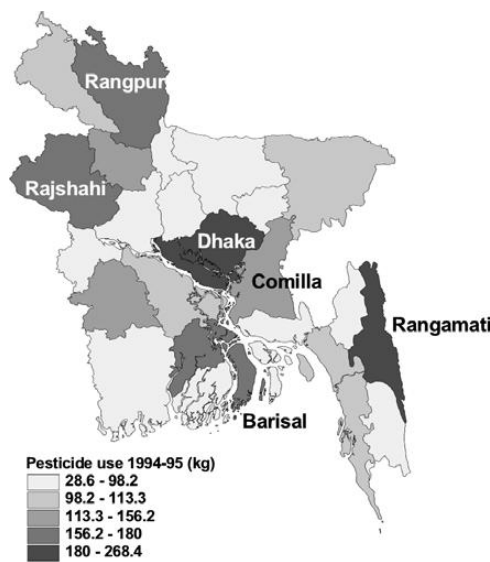 Rangpur
Rajshahi
Dhaka
Comilla
Rangamati
Barisal
Pesticide use 1994-95 (kg)
28.6 - 98.2
98.2 - 113.3
113.3 - 156.2
156.2 - 180
180 - 268.4